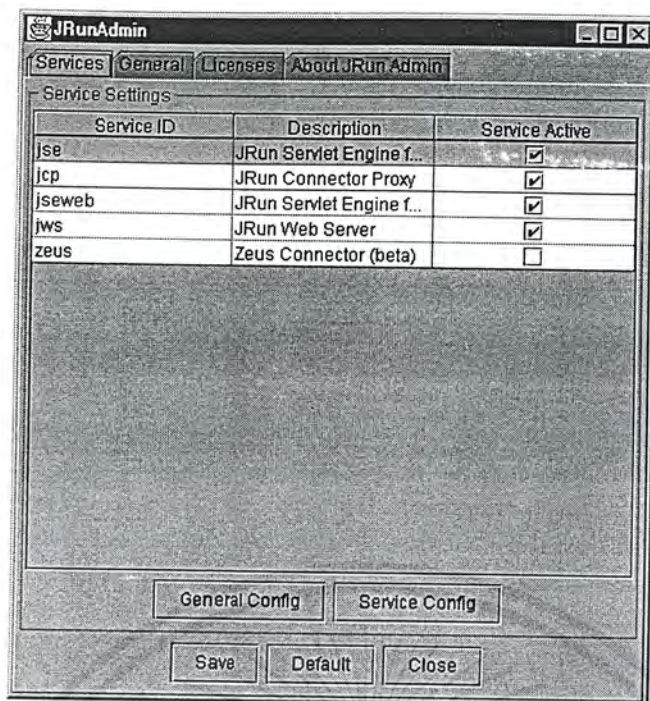 JRunAdmin
Services General Licenses About JRun Admin
Service Settings
Service ID Description Service Active
jse JRun Servlet Engine f...
jcp JRun Connector Proxy
jseweb JRun Servlet Engine f...
jws JRun Web Server
zeus Zeus Connector (beta)
General Config Service Config
Save Default Close